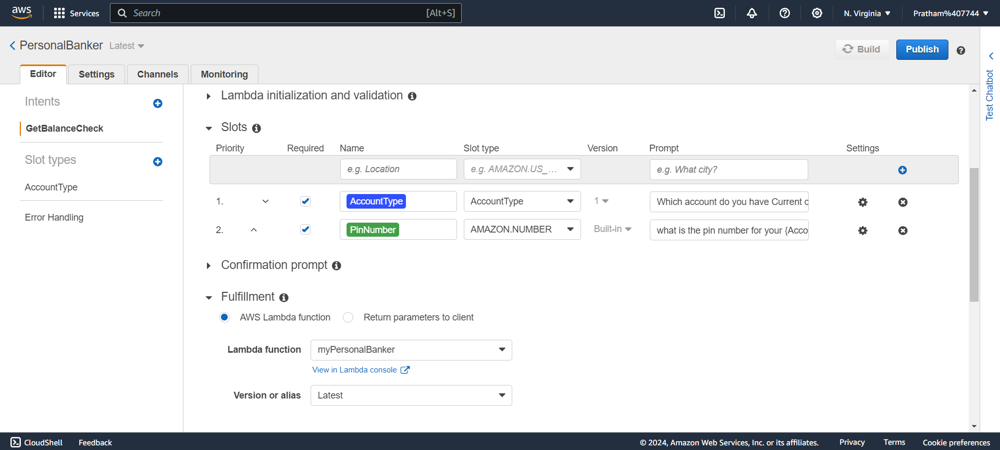 aws Services Search [Alt+S] N. Virginia Pratham%407744
PersonalBanker Latest Build Publish
Editor Settings Channels Monitoring
Test Chatbot
Intents
GetBalanceCheck
Slot types
AccountType
Error Handling
Lambda initialization and validation
Slots
Priority Required Name Slot type Version Prompt Settings
e.g. Location e.g. AMAZON.US_... e.g. What city?
1. AccountType AccountType 1 Which account do you have Current o
2. PinNumber AMAZON.NUMBER Built-in what is the pin number for your {Acco
Confirmation prompt
Fulfillment
AWS Lambda function Return parameters to client
Lambda function myPersonalBanker
View in Lambda console
Version or alias Latest
CloudShell Feedback © 2024, Amazon Web Services, Inc. or its affiliates. Privacy Terms Cookie preferences